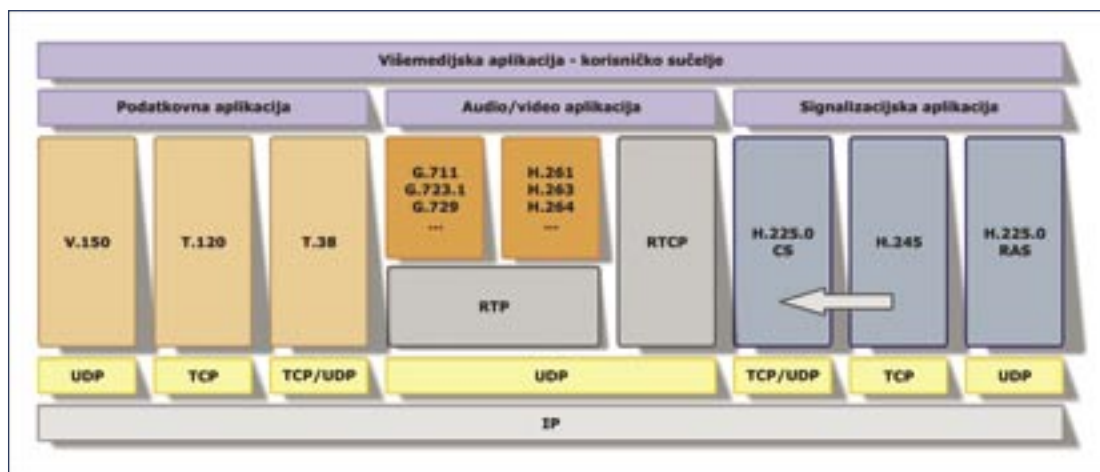 Višemedijska aplikacija - korisničko sučelje
Podatkovna aplikacija
Audio/video aplikacija
Signalizacijska aplikacija
V.150
T.120
T.38
G.711
G.723.1
G.729
...
H.261
H.263
H.264
...
RTP
RTCP
H.225.0
CS
H.245
H.225.0
RAS
UDP
TCP
TCP/UDP
UDP
TCP/UDP
TCP
UDP
IP